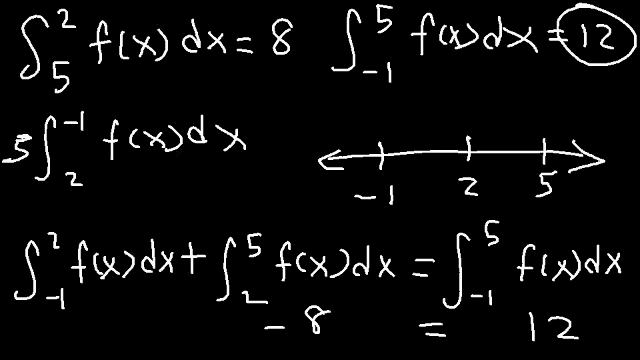 ∫₅² f(x) dx = 8   ∫₋₁⁵ f(x) dx = 12
5 ∫₂⁻¹ f(x) dx
-1 2 5
∫₋₁² f(x) dx + ∫₂⁵ f(x) dx = ∫₋₁⁵ f(x) dx
- 8 = 12